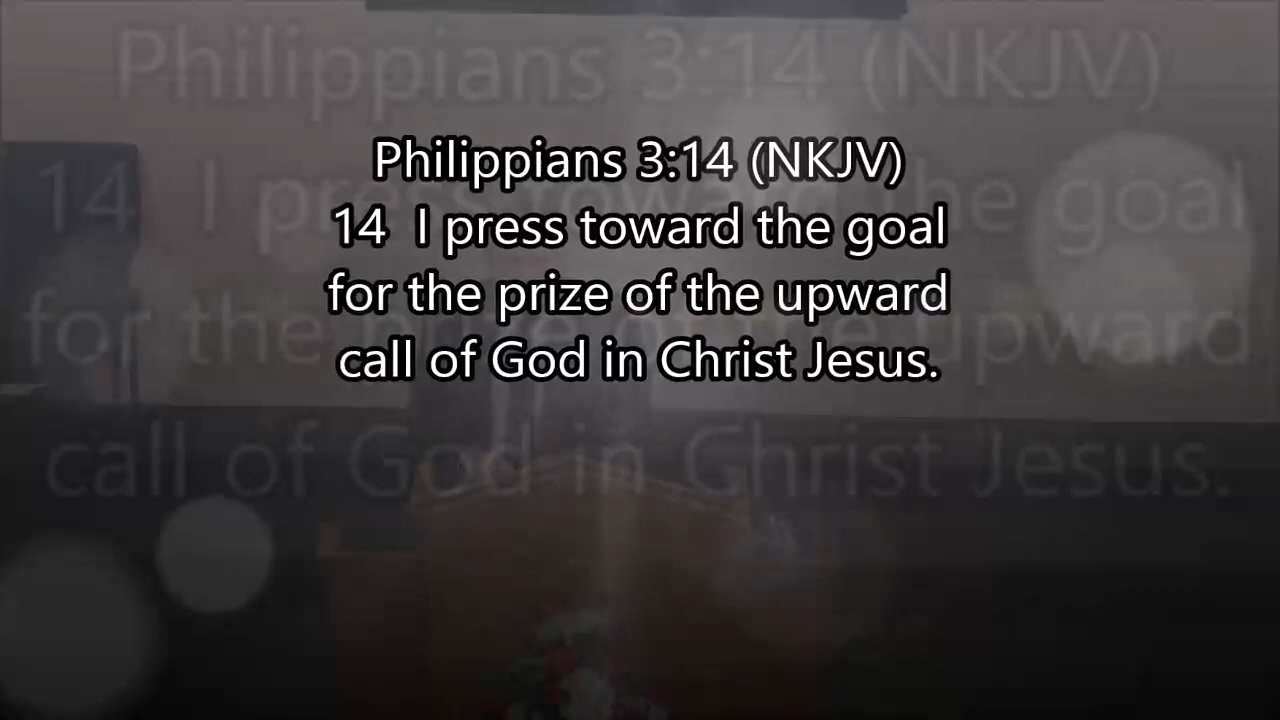 Philippians 3:14 (NKJV)
14  I press toward the goal
for the prize of the upward
call of God in Christ Jesus.